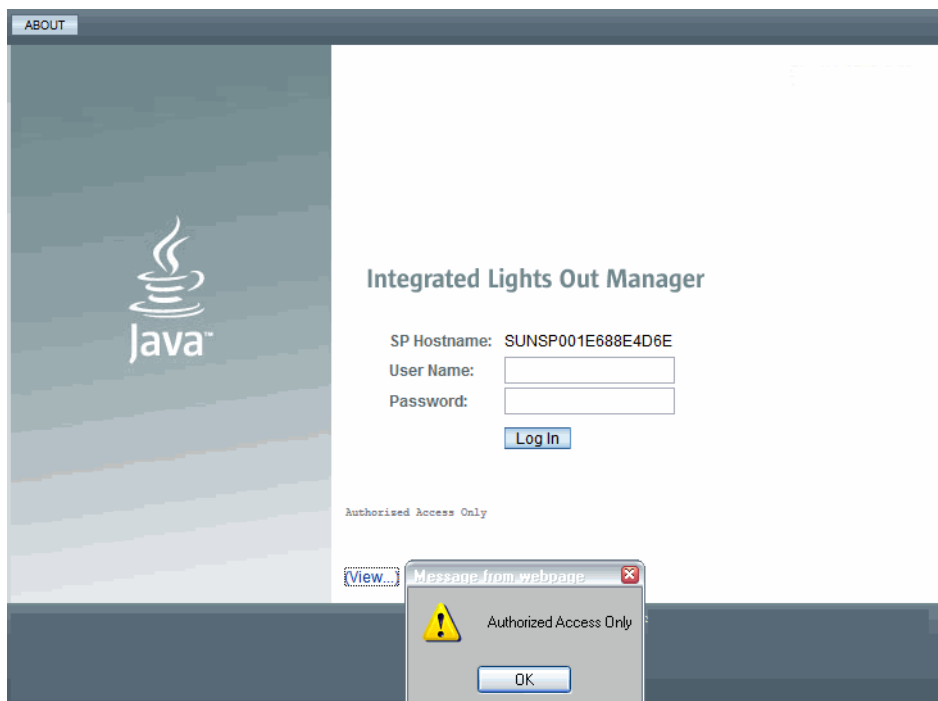 ABOUT
Java™
Integrated Lights Out Manager
SP Hostname: SUNSP001E688E4D6E
User Name:
Password:
Log In
Authorized Access Only
(View...)
Message from webpage
Authorized Access Only
OK